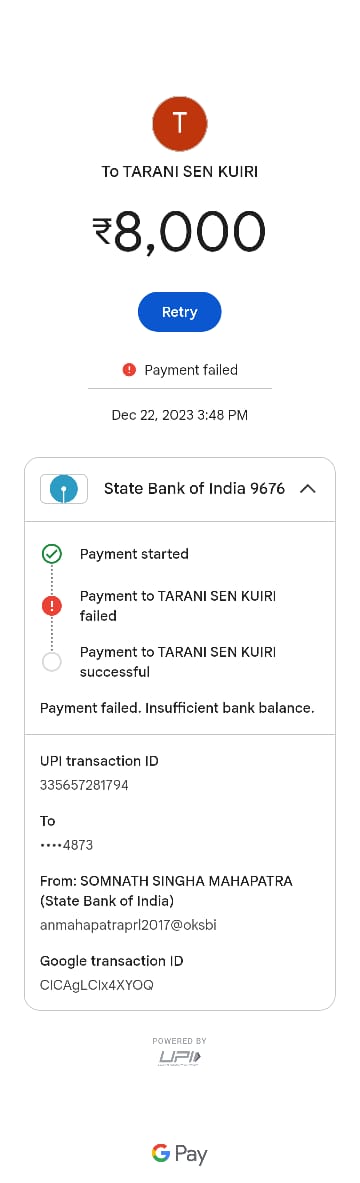 T
To TARANI SEN KUIRI
₹8,000
Retry
Payment failed
Dec 22, 2023 3:48 PM
State Bank of India 9676
Payment started
Payment to TARANI SEN KUIRI
failed
Payment to TARANI SEN KUIRI
successful
Payment failed. Insufficient bank balance.
UPI transaction ID
335657281794
To
••••4873
From: SOMNATH SINGHA MAHAPATRA
(State Bank of India)
anmahapatraprl2017@oksbi
Google transaction ID
CICAgLCIx4XYOQ
POWERED BY
UPI
G Pay